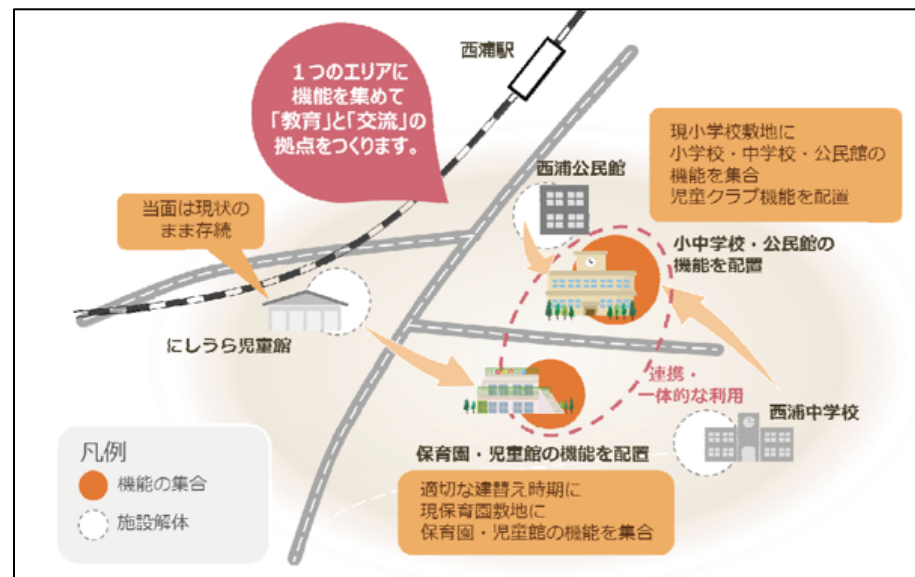 西浦駅
1つのエリアに
機能を集めて
「教育」と「交流」の
拠点をつくります。
現小学校敷地に
小学校・中学校・公民館の
機能を集合
児童クラブ機能を配置
西浦公民館
当面は現状の
まま存続
小中学校・公民館の
機能を配置
にしうら児童館
連携・
一体的な利用
西浦中学校
保育園・児童館の機能を配置
適切な建替え時期に
現保育園敷地に
保育園・児童館の機能を集合
凡例
機能の集合
施設解体